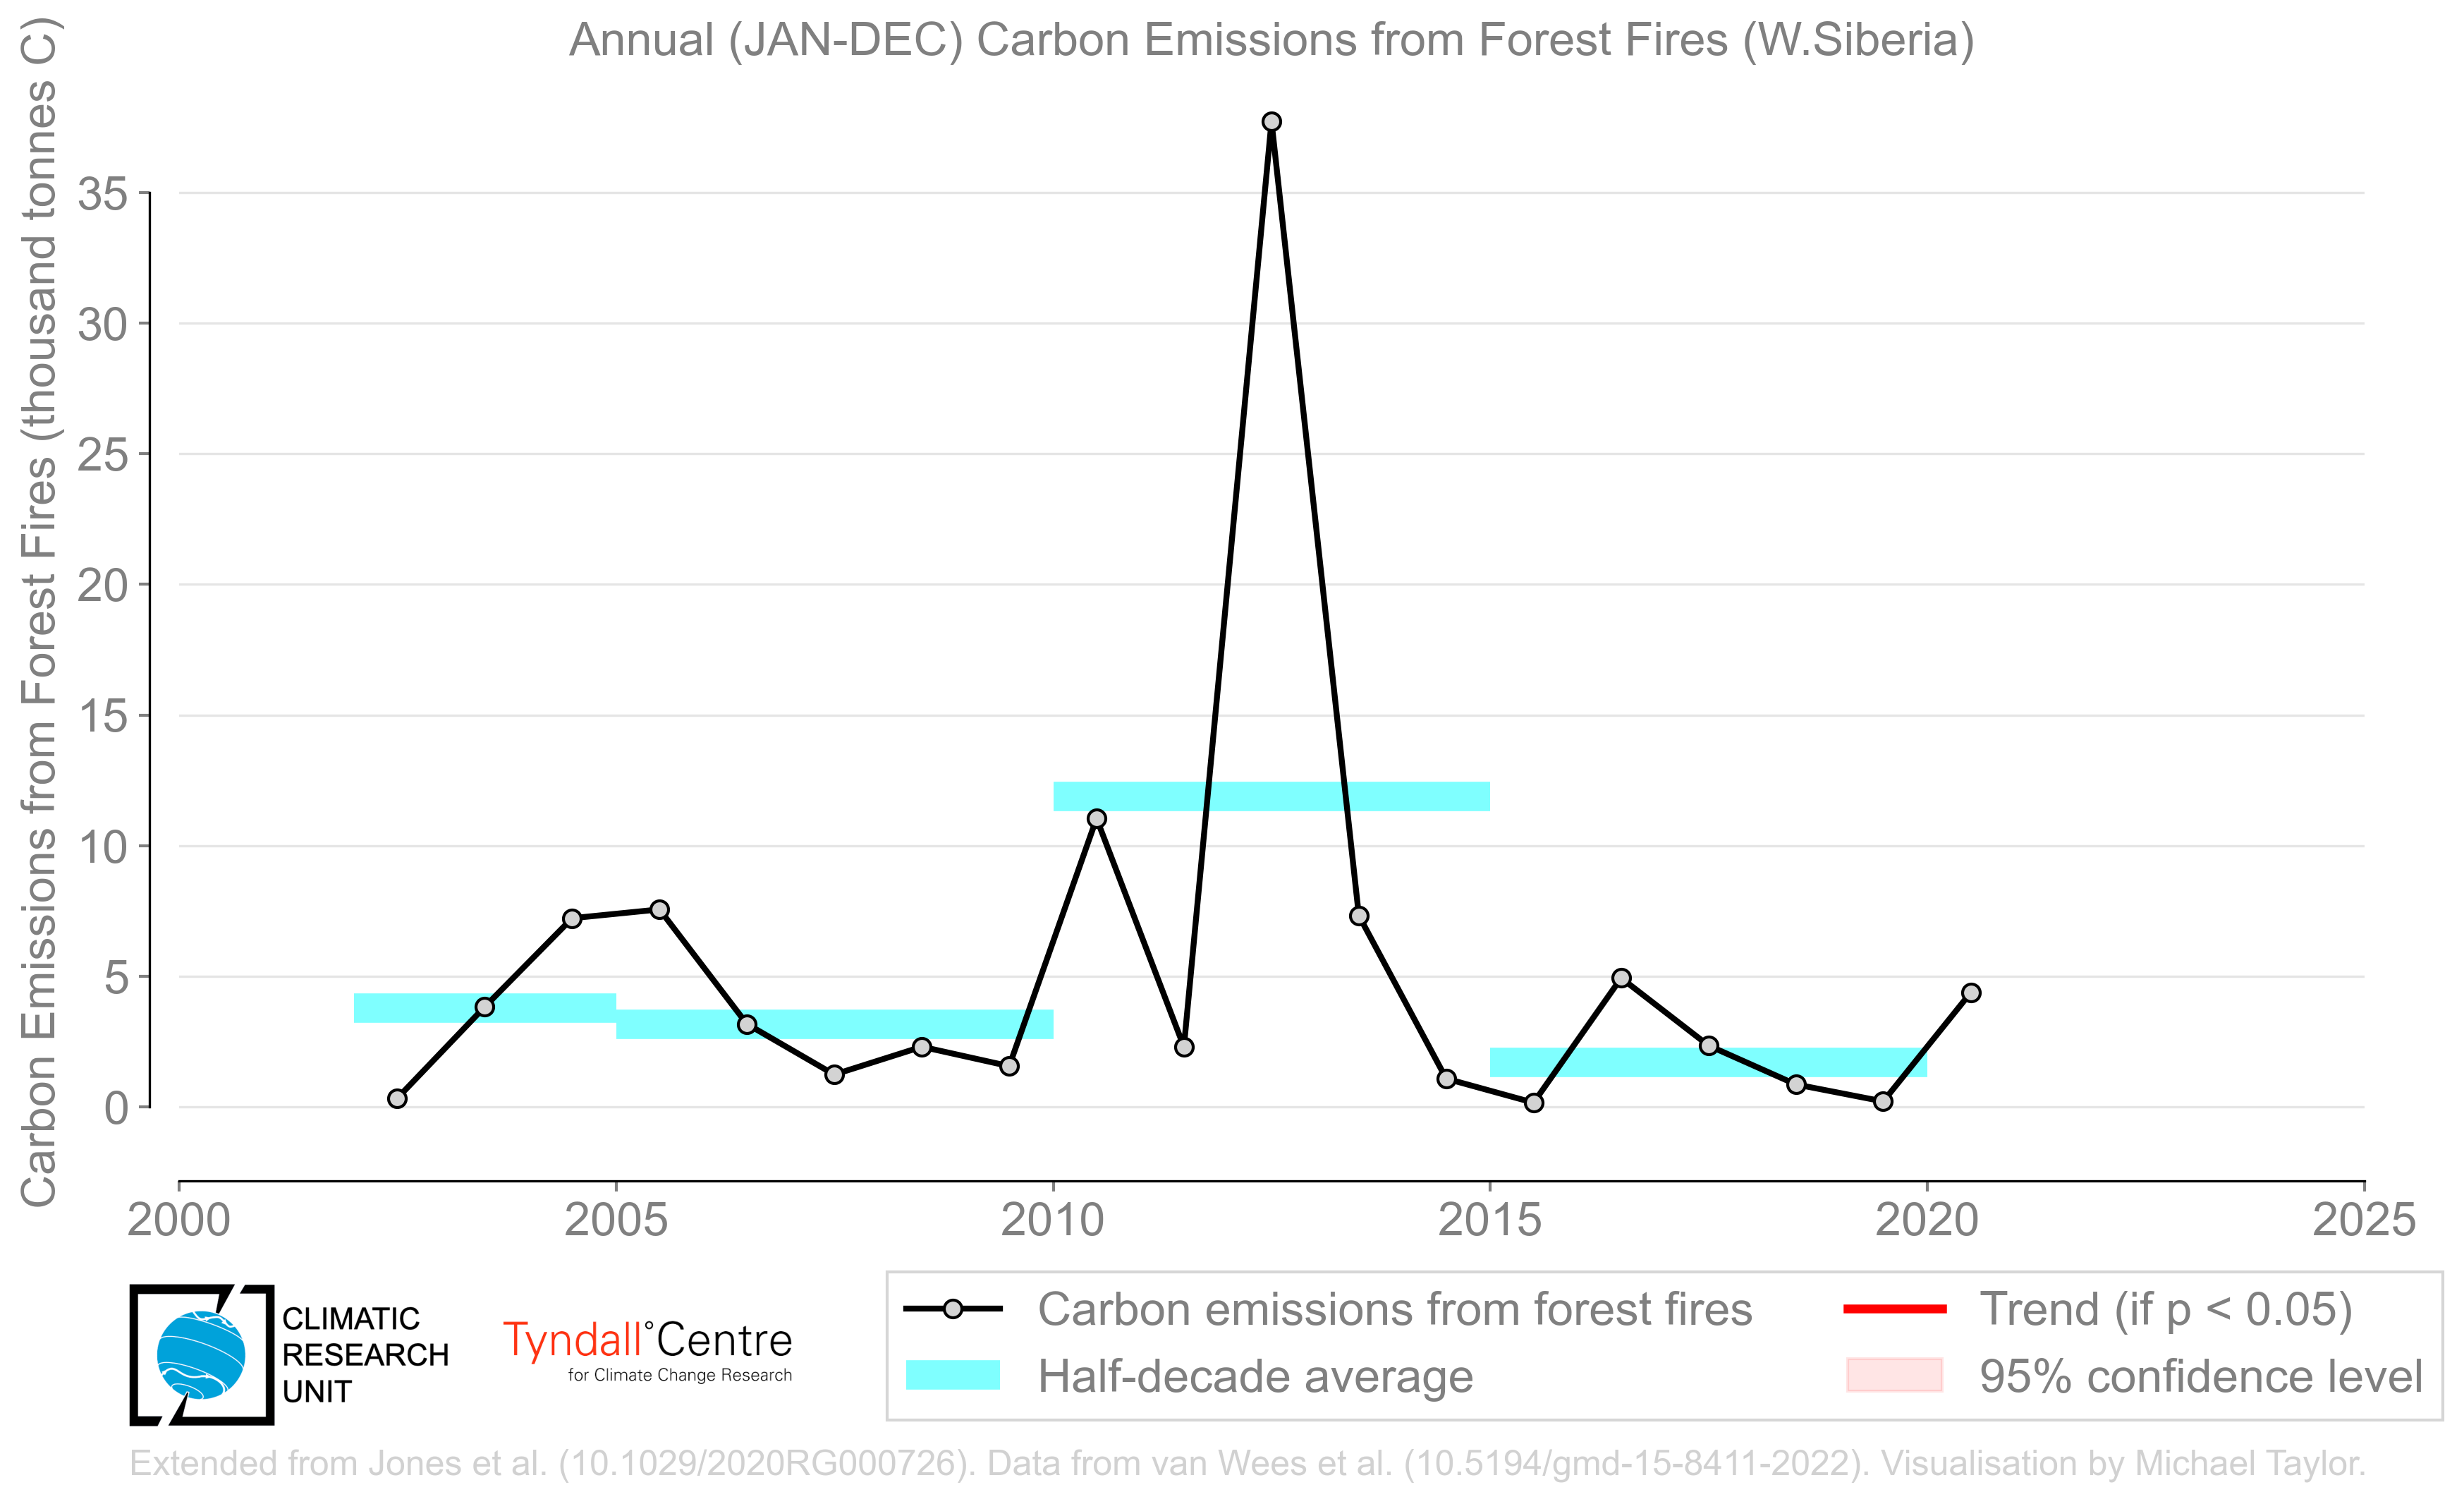 Annual (JAN-DEC) Carbon Emissions from Forest Fires (W.Siberia)
Carbon Emissions from Forest Fires (thousand tonnes C)
35
30
25
20
15
10
5
0
2000 2005 2010 2015 2020 2025
Carbon emissions from forest fires
Half-decade average
Trend (if p < 0.05)
95% confidence level
CLIMATIC
RESEARCH
UNIT
Tyndall°Centre
for Climate Change Research
Extended from Jones et al. (10.1029/2020RG000726). Data from van Wees et al. (10.5194/gmd-15-8411-2022). Visualisation by Michael Taylor.